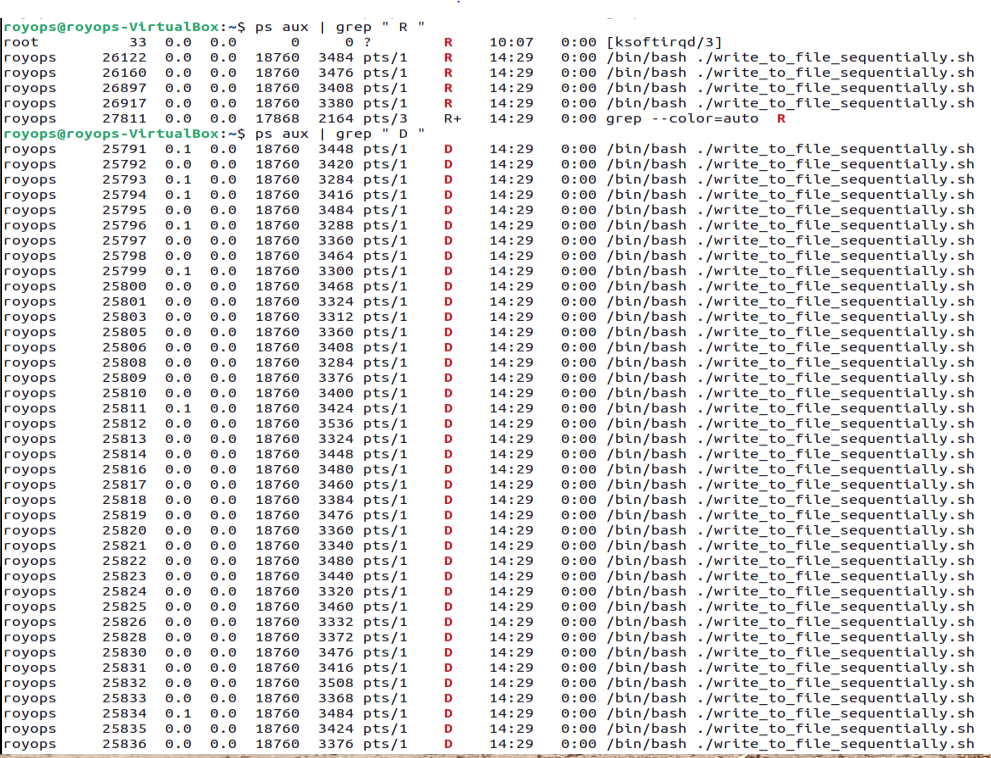 royops@royops-VirtualBox:~$ ps aux | grep " R "
root 33 0.0 0.0 0 0 ? R 10:07 0:00 [ksoftirqd/3]
royops 26122 0.0 0.0 18760 3484 pts/1 R 14:29 0:00 /bin/bash ./write_to_file_sequentially.sh
royops 26160 0.0 0.0 18760 3476 pts/1 R 14:29 0:00 /bin/bash ./write_to_file_sequentially.sh
royops 26897 0.0 0.0 18760 3408 pts/1 R 14:29 0:00 /bin/bash ./write_to_file_sequentially.sh
royops 26917 0.0 0.0 18760 3380 pts/1 R 14:29 0:00 /bin/bash ./write_to_file_sequentially.sh
royops 27811 0.0 0.0 17868 2164 pts/3 R+ 14:29 0:00 grep --color=auto R
royops@royops-VirtualBox:~$ ps aux | grep " D "
royops 25791 0.1 0.0 18760 3448 pts/1 D 14:29 0:00 /bin/bash ./write_to_file_sequentially.sh
royops 25792 0.0 0.0 18760 3420 pts/1 D 14:29 0:00 /bin/bash ./write_to_file_sequentially.sh
royops 25793 0.1 0.0 18760 3284 pts/1 D 14:29 0:00 /bin/bash ./write_to_file_sequentially.sh
royops 25794 0.1 0.0 18760 3416 pts/1 D 14:29 0:00 /bin/bash ./write_to_file_sequentially.sh
royops 25795 0.0 0.0 18760 3484 pts/1 D 14:29 0:00 /bin/bash ./write_to_file_sequentially.sh
royops 25796 0.1 0.0 18760 3288 pts/1 D 14:29 0:00 /bin/bash ./write_to_file_sequentially.sh
royops 25797 0.0 0.0 18760 3360 pts/1 D 14:29 0:00 /bin/bash ./write_to_file_sequentially.sh
royops 25798 0.0 0.0 18760 3464 pts/1 D 14:29 0:00 /bin/bash ./write_to_file_sequentially.sh
royops 25799 0.1 0.0 18760 3300 pts/1 D 14:29 0:00 /bin/bash ./write_to_file_sequentially.sh
royops 25800 0.0 0.0 18760 3468 pts/1 D 14:29 0:00 /bin/bash ./write_to_file_sequentially.sh
royops 25801 0.0 0.0 18760 3324 pts/1 D 14:29 0:00 /bin/bash ./write_to_file_sequentially.sh
royops 25803 0.0 0.0 18760 3312 pts/1 D 14:29 0:00 /bin/bash ./write_to_file_sequentially.sh
royops 25805 0.0 0.0 18760 3360 pts/1 D 14:29 0:00 /bin/bash ./write_to_file_sequentially.sh
royops 25806 0.0 0.0 18760 3408 pts/1 D 14:29 0:00 /bin/bash ./write_to_file_sequentially.sh
royops 25808 0.0 0.0 18760 3284 pts/1 D 14:29 0:00 /bin/bash ./write_to_file_sequentially.sh
royops 25809 0.0 0.0 18760 3376 pts/1 D 14:29 0:00 /bin/bash ./write_to_file_sequentially.sh
royops 25810 0.0 0.0 18760 3400 pts/1 D 14:29 0:00 /bin/bash ./write_to_file_sequentially.sh
royops 25811 0.1 0.0 18760 3424 pts/1 D 14:29 0:00 /bin/bash ./write_to_file_sequentially.sh
royops 25812 0.0 0.0 18760 3536 pts/1 D 14:29 0:00 /bin/bash ./write_to_file_sequentially.sh
royops 25813 0.0 0.0 18760 3324 pts/1 D 14:29 0:00 /bin/bash ./write_to_file_sequentially.sh
royops 25814 0.0 0.0 18760 3448 pts/1 D 14:29 0:00 /bin/bash ./write_to_file_sequentially.sh
royops 25816 0.0 0.0 18760 3480 pts/1 D 14:29 0:00 /bin/bash ./write_to_file_sequentially.sh
royops 25817 0.0 0.0 18760 3460 pts/1 D 14:29 0:00 /bin/bash ./write_to_file_sequentially.sh
royops 25818 0.0 0.0 18760 3384 pts/1 D 14:29 0:00 /bin/bash ./write_to_file_sequentially.sh
royops 25819 0.0 0.0 18760 3476 pts/1 D 14:29 0:00 /bin/bash ./write_to_file_sequentially.sh
royops 25820 0.0 0.0 18760 3360 pts/1 D 14:29 0:00 /bin/bash ./write_to_file_sequentially.sh
royops 25821 0.0 0.0 18760 3340 pts/1 D 14:29 0:00 /bin/bash ./write_to_file_sequentially.sh
royops 25822 0.0 0.0 18760 3480 pts/1 D 14:29 0:00 /bin/bash ./write_to_file_sequentially.sh
royops 25823 0.0 0.0 18760 3440 pts/1 D 14:29 0:00 /bin/bash ./write_to_file_sequentially.sh
royops 25824 0.0 0.0 18760 3320 pts/1 D 14:29 0:00 /bin/bash ./write_to_file_sequentially.sh
royops 25825 0.0 0.0 18760 3460 pts/1 D 14:29 0:00 /bin/bash ./write_to_file_sequentially.sh
royops 25826 0.0 0.0 18760 3332 pts/1 D 14:29 0:00 /bin/bash ./write_to_file_sequentially.sh
royops 25828 0.0 0.0 18760 3372 pts/1 D 14:29 0:00 /bin/bash ./write_to_file_sequentially.sh
royops 25830 0.0 0.0 18760 3476 pts/1 D 14:29 0:00 /bin/bash ./write_to_file_sequentially.sh
royops 25831 0.0 0.0 18760 3416 pts/1 D 14:29 0:00 /bin/bash ./write_to_file_sequentially.sh
royops 25832 0.0 0.0 18760 3508 pts/1 D 14:29 0:00 /bin/bash ./write_to_file_sequentially.sh
royops 25833 0.0 0.0 18760 3368 pts/1 D 14:29 0:00 /bin/bash ./write_to_file_sequentially.sh
royops 25834 0.1 0.0 18760 3484 pts/1 D 14:29 0:00 /bin/bash ./write_to_file_sequentially.sh
royops 25835 0.0 0.0 18760 3424 pts/1 D 14:29 0:00 /bin/bash ./write_to_file_sequentially.sh
royops 25836 0.0 0.0 18760 3376 pts/1 D 14:29 0:00 /bin/bash ./write_to_file_sequentially.sh